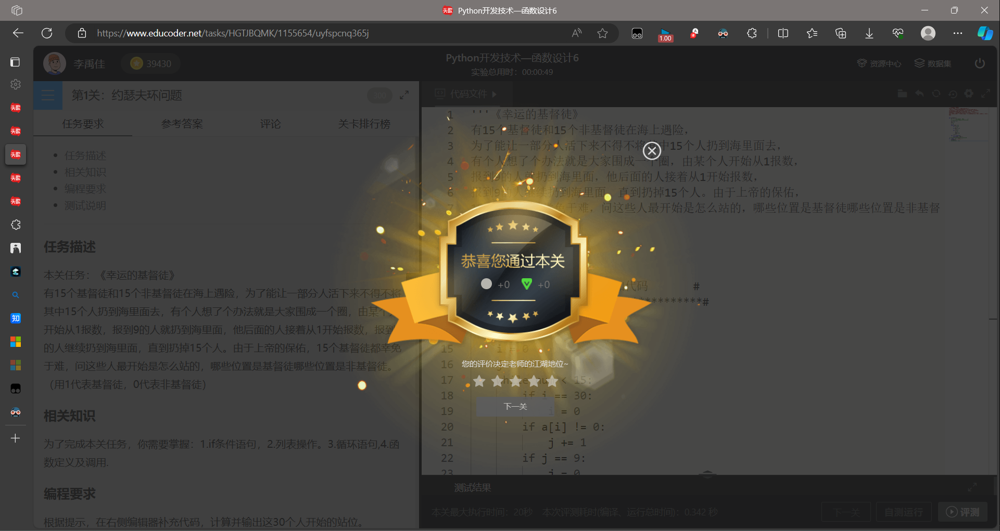 Python开发技术—函数设计6
https://www.educoder.net/tasks/HGTJBQMK/1155654/uyfspcnq365j
1.00
李禹佳
39430
Python开发技术—函数设计6
实验总用时：00:00:49
资源中心
数据集
头歌
头歌
头歌
头歌
头歌
知
第1关：约瑟夫环问题
300
任务要求
参考答案
评论
关卡排行榜
任务描述
相关知识
编程要求
测试说明
任务描述
本关任务：《幸运的基督徒》
有15个基督徒和15个非基督徒在海上遇险，为了能让一部分人活下来不得不将
其中15个人扔到海里面去，有个人想了个办法就是大家围成一个圈，由某个
开始从1报数，报到9的人就扔到海里面，他后面的人接着从1开始报数，报到
的人继续扔到海里面，直到扔掉15个人。由于上帝的保佑，15个基督徒都幸免
于难，问这些人最开始是怎么站的，哪些位置是基督徒哪些位置是非基督徒。
（用1代表基督徒，0代表非基督徒）
相关知识
为了完成本关任务，你需要掌握：1.if条件语句，2.列表操作。3.循环语句,4.函
数定义及调用.
编程要求
根据提示，在右侧编辑器补充代码，计算并输出这30个人开始的站位。
代码文件
1 '''《幸运的基督徒》
2 有15个基督徒和15个非基督徒在海上遇险，
3 为了能让一部分人活下来不得不将其中15个人扔到海里面去，
4 有个人想了个办法就是大家围成一个圈，由某个人开始从1报数，
5 报到9的人就扔到海里面，他后面的人接着从1开始报数，
6 报到9的人继续扔到海里面，直到扔掉15个人。由于上帝的保佑，
7 免于难，问这些人最开始是怎么站的，哪些位置是基督徒哪些位置是非基督
代码 #
**********#
15 i = 0
16
17 while num < 15:
18 if i == 30:
19 i = 0
20 if a[i] != 0:
21 j += 1
22 if j == 9:
23 j = 0
恭喜您通过本关
+0 +0
您的评价决定老师的江湖地位~
下一关
测试结果
本关最大执行时间：20秒 本次评测耗时(编译、运行总时间)：0.342 秒
下一关
自测运行
评测